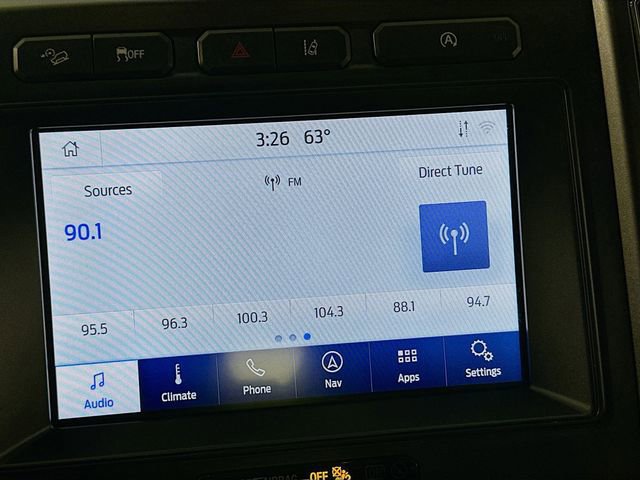 OFF
3:26 63°
Sources
FM
Direct Tune
90.1
95.5 96.3 100.3 104.3 88.1 94.7
Audio Climate Phone Nav Apps Settings
OFF